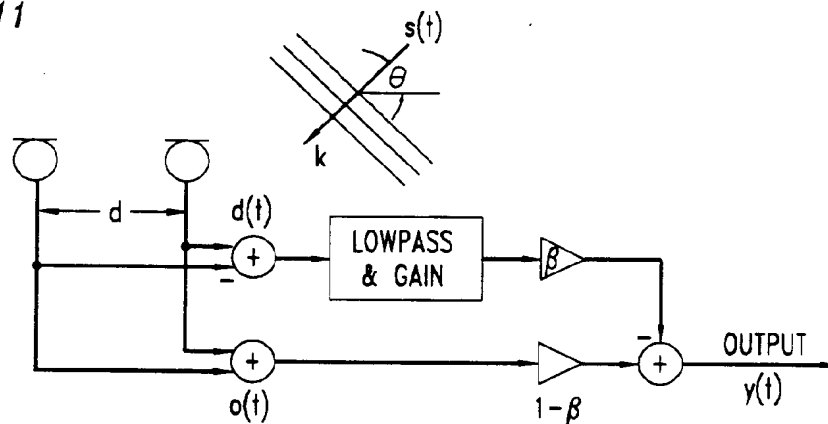 11
s(t)
θ
k
d
d(t)
-
+
LOWPASS
& GAIN
β
-
+
o(t)
1-β
+
OUTPUT
y(t)